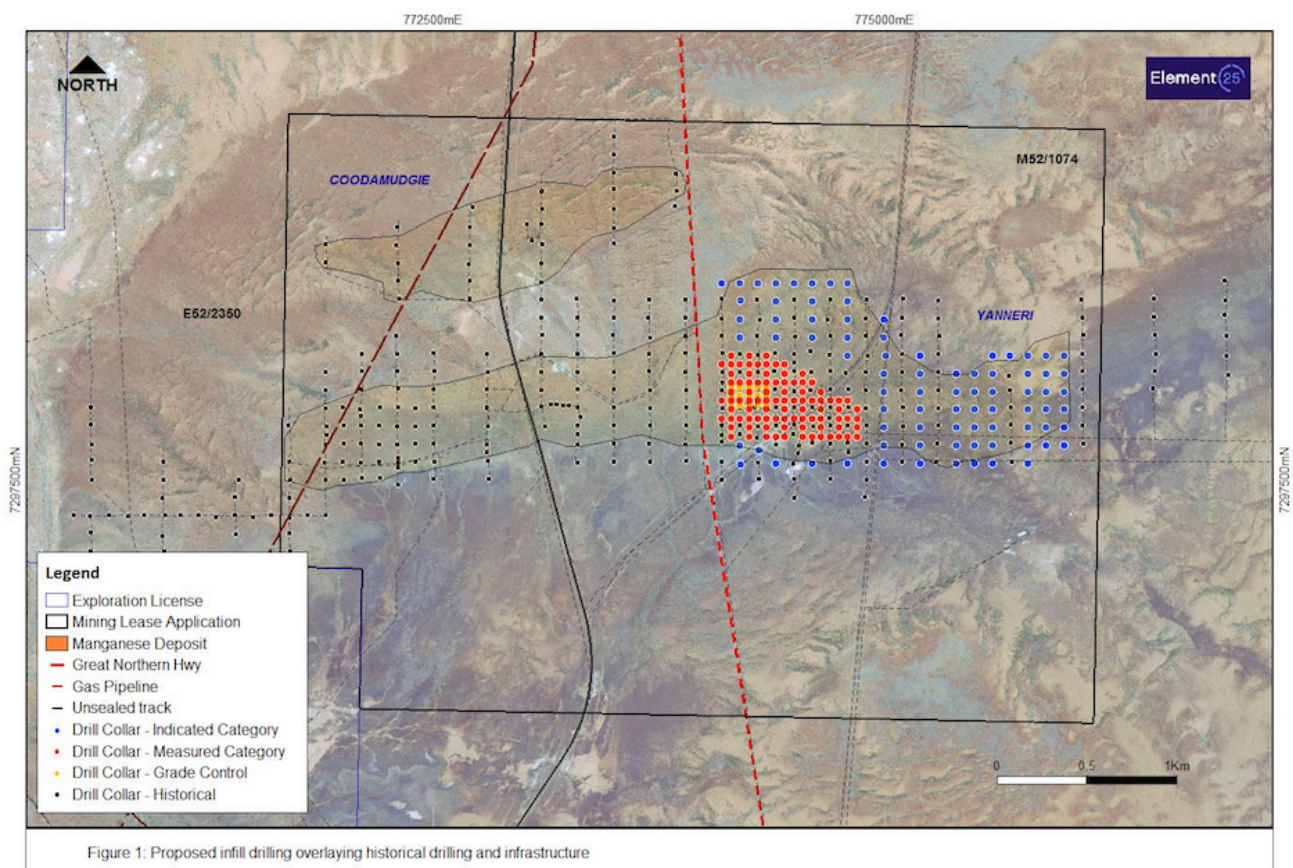 772500mE
775000mE
NORTH
Element 25
M52/1074
COODAMUDGIE
E52/2350
YANNERI
7297500mN
7297500mN
Legend
Exploration License
Mining Lease Application
Manganese Deposit
Great Northern Hwy
Gas Pipeline
Unsealed track
Drill Collar - Indicated Category
Drill Collar - Measured Category
Drill Collar - Grade Control
Drill Collar - Historical
0 0.5 1Km
Figure 1: Proposed infill drilling overlaying historical drilling and infrastructure